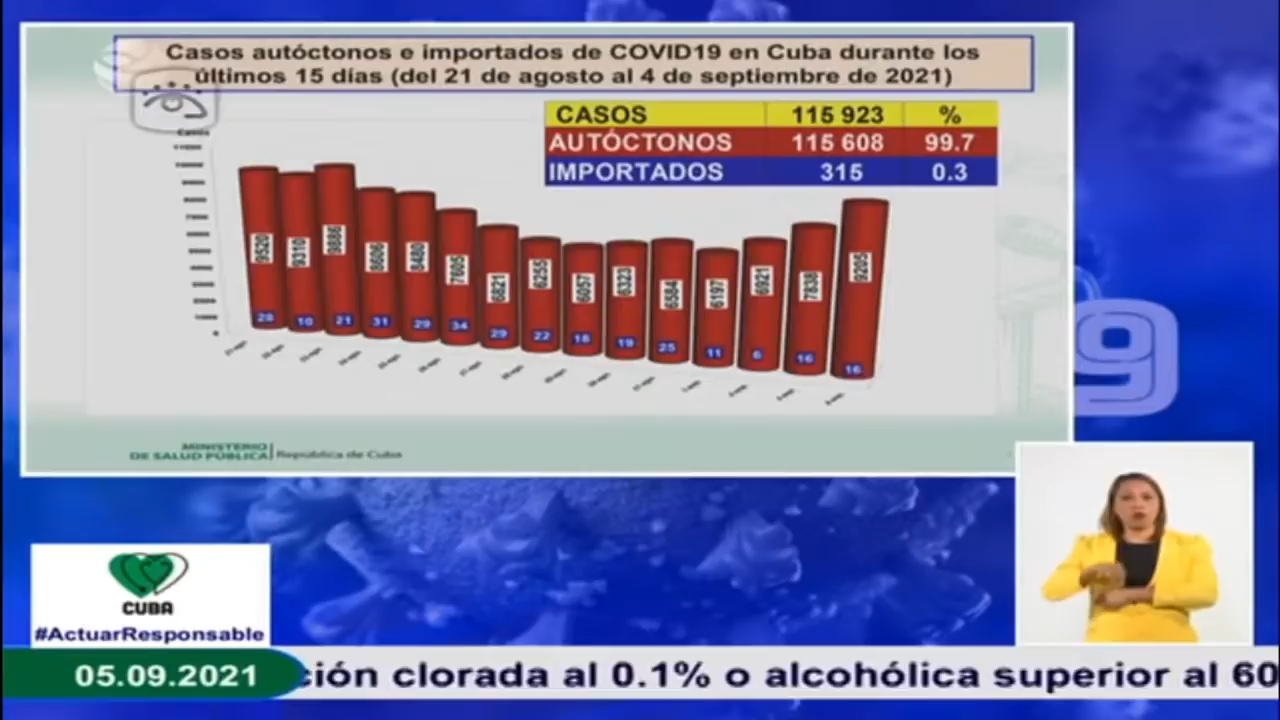 Casos autóctonos e importados de COVID19 en Cuba durante los
últimos 15 días (del 21 de agosto al 4 de septiembre de 2021)
CASOS 115 923 %
AUTÓCTONOS 115 608 99.7
IMPORTADOS 315 0.3
Casos
9520 9310 9886 8606 8480 7605 6821 6255 6057 6323 6584 6197 6921 7838 9205
28 10 21 31 29 34 29 22 18 19 25 11 6 16 16
MINISTERIO
DE SALUD PÚBLICA República de Cuba
9
CUBA
#ActuarResponsable
05.09.2021 ción clorada al 0.1% o alcohólica superior al 60